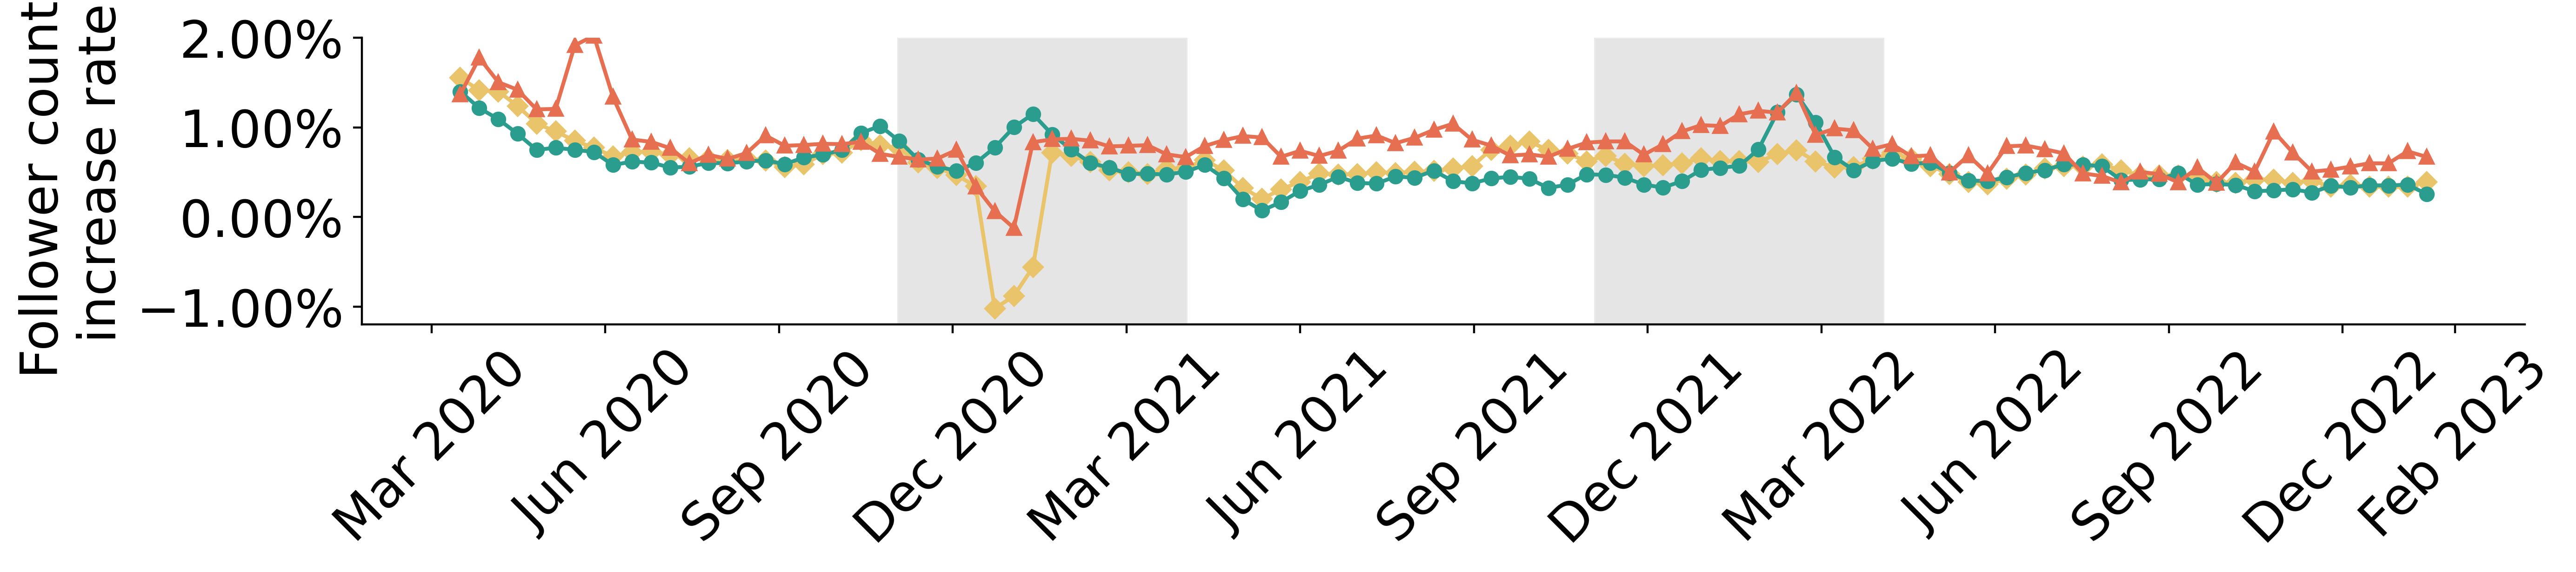 Follower count
increase rate
2.00%
1.00%
0.00%
−1.00%
Mar 2020
Jun 2020
Sep 2020
Dec 2020
Mar 2021
Jun 2021
Sep 2021
Dec 2021
Mar 2022
Jun 2022
Sep 2022
Dec 2022
Feb 2023